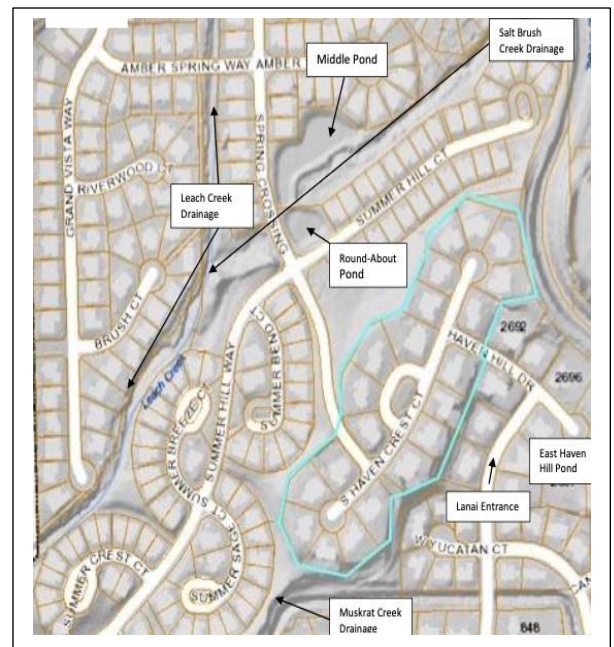 Salt Brush
Creek Drainage
Middle Pond
AMBER SPRING WAY AMBER
SPRING CROSSING
GRAND VISTA WAY
RIVERWOOD CT
Leach Creek
Drainage
SUMMER HILL CT
Round-About
Pond
BRUSH CT
Leach Creek
SUMMER BEND CT
SUMMER HILL WAY
SUMMER BREEZE CT
HAVEN HILL DR
2692
2696
East Haven
Hill Pond
S HAVEN CREST CT
Lanai Entrance
SUMMER SAGE CT
W YUCATAN CT
SUMMER CREST CT
Muskrat Creek
Drainage
848